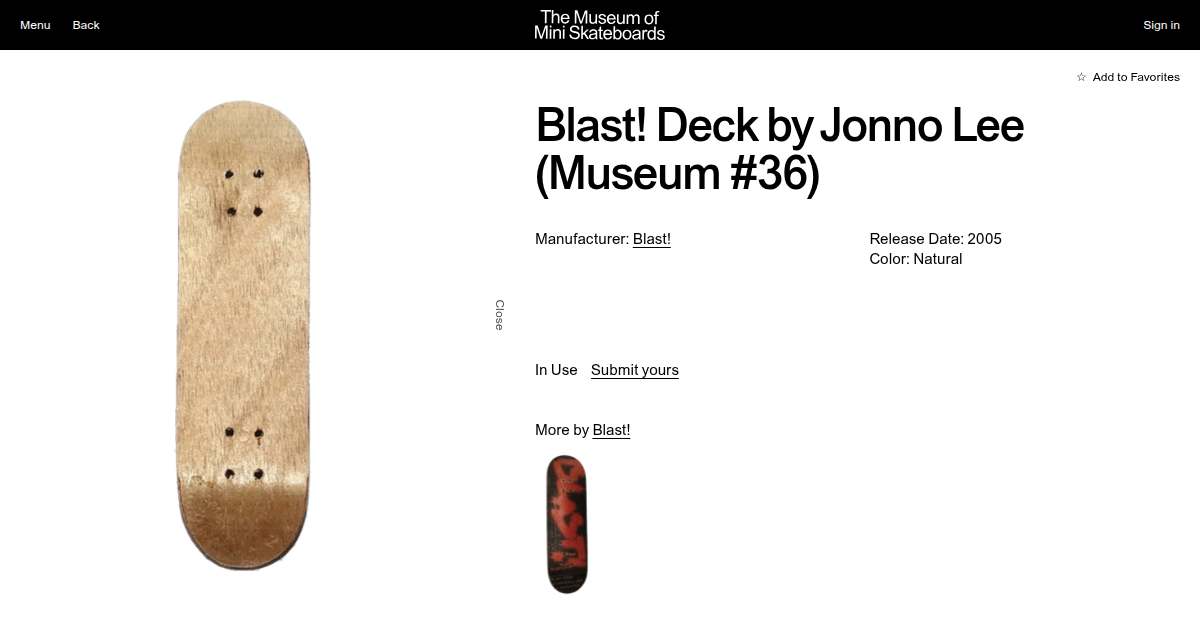 Menu
Back
The Museum of
Mini Skateboards
Sign in
☆ Add to Favorites
Blast! Deck by Jonno Lee
(Museum #36)
Manufacturer: Blast!
Release Date: 2005
Color: Natural
Close
In Use
Submit yours
More by Blast!